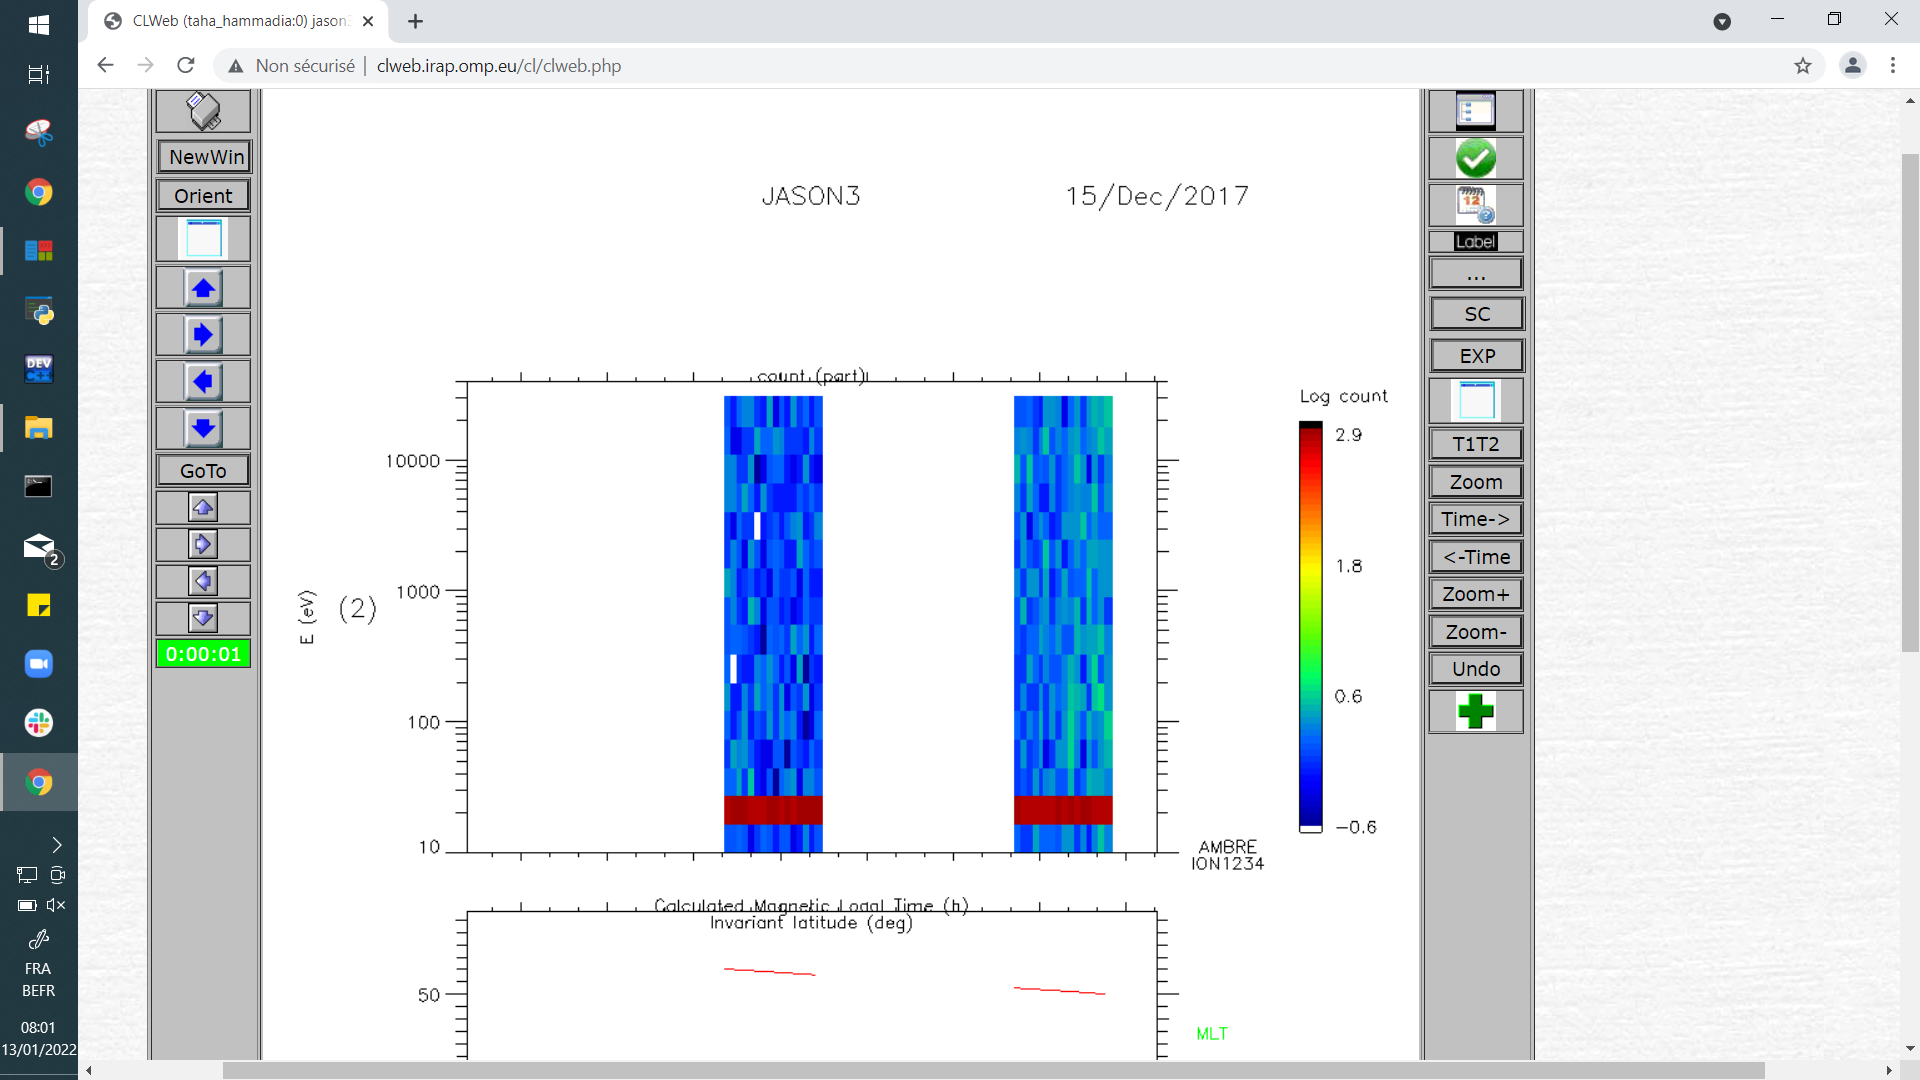 CLWeb (taha_hammadia:0) jason3
Non sécurisé
clweb.irap.omp.eu/cl/clweb.php
NewWin
Orient
GoTo
0:00:01
JASON3
15/Dec/2017
count (part)
10000
1000
100
10
E (eV)
(2)
AMBRE
ION1234
Log count
2.9
1.8
0.6
-0.6
Calculated Magnetic Local Time (h)
Invariant latitude (deg)
50
MLT
12
Label
...
SC
EXP
T1T2
Zoom
Time->
<-Time
Zoom+
Zoom-
Undo
DEV
C++
2
FRA
BEFR
08:01
13/01/2022